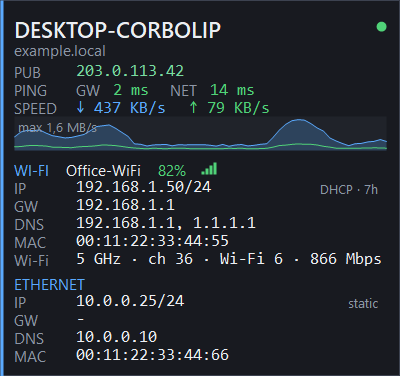 DESKTOP-CORBOLIP
example.local
PUB 203.0.113.42
PING GW 2 ms NET 14 ms
SPEED ↓ 437 KB/s ↑ 79 KB/s
max 1,6 MB/s
WI-FI Office-WiFi 82%
IP 192.168.1.50/24 DHCP · 7h
GW 192.168.1.1
DNS 192.168.1.1, 1.1.1.1
MAC 00:11:22:33:44:55
Wi-Fi 5 GHz · ch 36 · Wi-Fi 6 · 866 Mbps
ETHERNET
IP 10.0.0.25/24 static
GW -
DNS 10.0.0.10
MAC 00:11:22:33:44:66